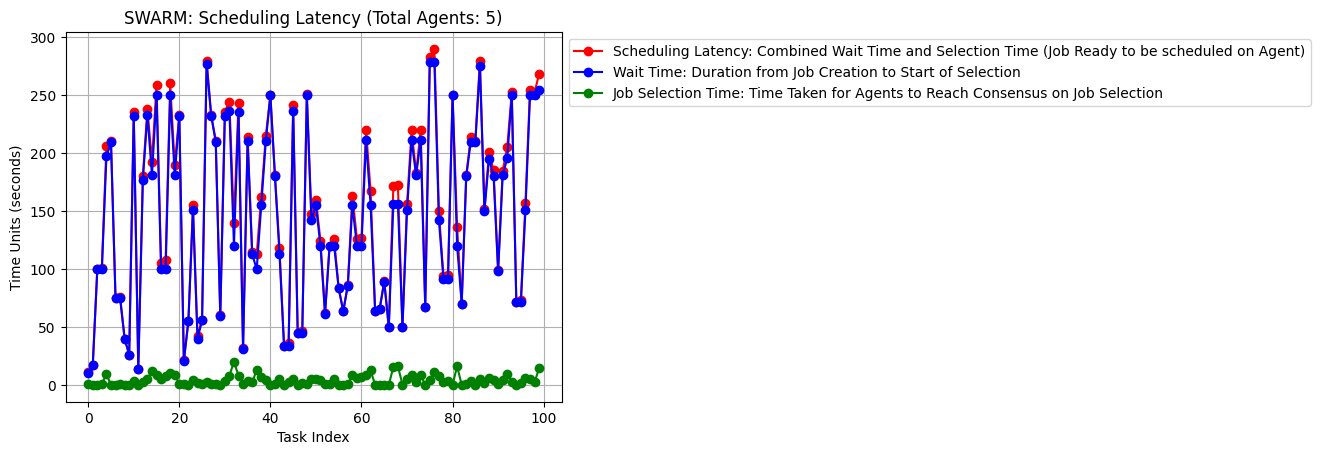 SWARM: Scheduling Latency (Total Agents: 5)
Scheduling Latency: Combined Wait Time and Selection Time (Job Ready to be scheduled on Agent)
Wait Time: Duration from Job Creation to Start of Selection
Job Selection Time: Time Taken for Agents to Reach Consensus on Job Selection
Time Units (seconds)
300
250
200
150
100
50
0
0 20 40 60 80 100
Task Index